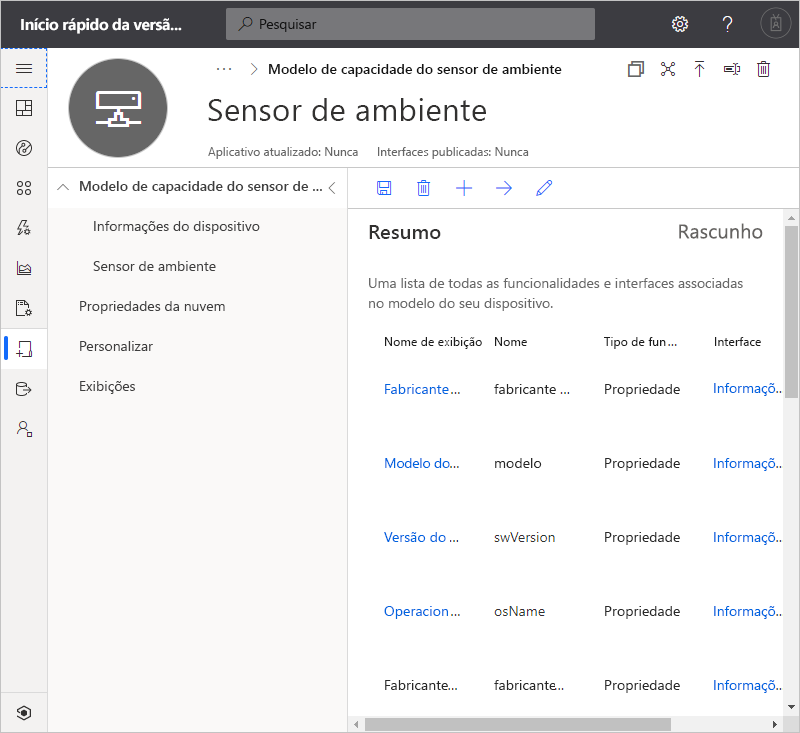 Início rápido da versã...
Pesquisar
?
... > Modelo de capacidade do sensor de ambiente
Sensor de ambiente
Aplicativo atualizado: Nunca Interfaces publicadas: Nunca
Modelo de capacidade do sensor de ...
Informações do dispositivo
Sensor de ambiente
Propriedades da nuvem
Personalizar
Exibições
Resumo Rascunho
Uma lista de todas as funcionalidades e interfaces associadas
no modelo do seu dispositivo.
Nome de exibição Nome Tipo de fun... Interface
Fabricante... fabricante ... Propriedade Informaçõ..
Modelo do... modelo Propriedade Informaçõ..
Versão do ... swVersion Propriedade Informaçõ..
Operacion... osName Propriedade Informaçõ..
Fabricante... fabricante... Propriedade Informaçõ..